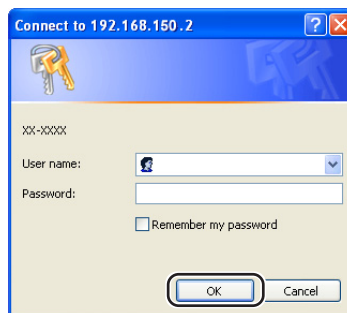 Connect to 192.168.150.2
XX-XXXX
User name:
Password:
Remember my password
OK Cancel